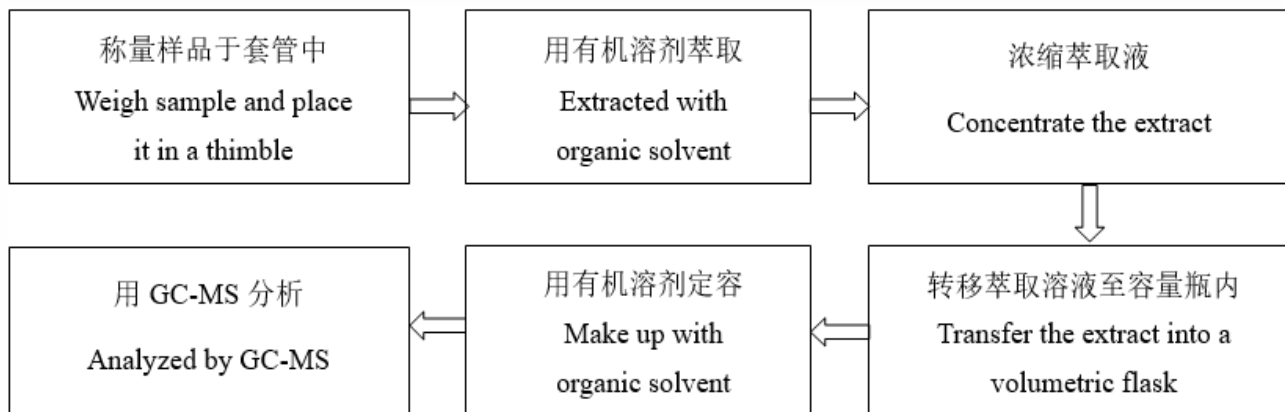 称量样品于套管中
Weigh sample and place
it in a thimble
用有机溶剂萃取
Extracted with
organic solvent
浓缩萃取液
Concentrate the extract
转移萃取溶液至容量瓶内
Transfer the extract into a
volumetric flask
用有机溶剂定容
Make up with
organic solvent
用 GC-MS 分析
Analyzed by GC-MS